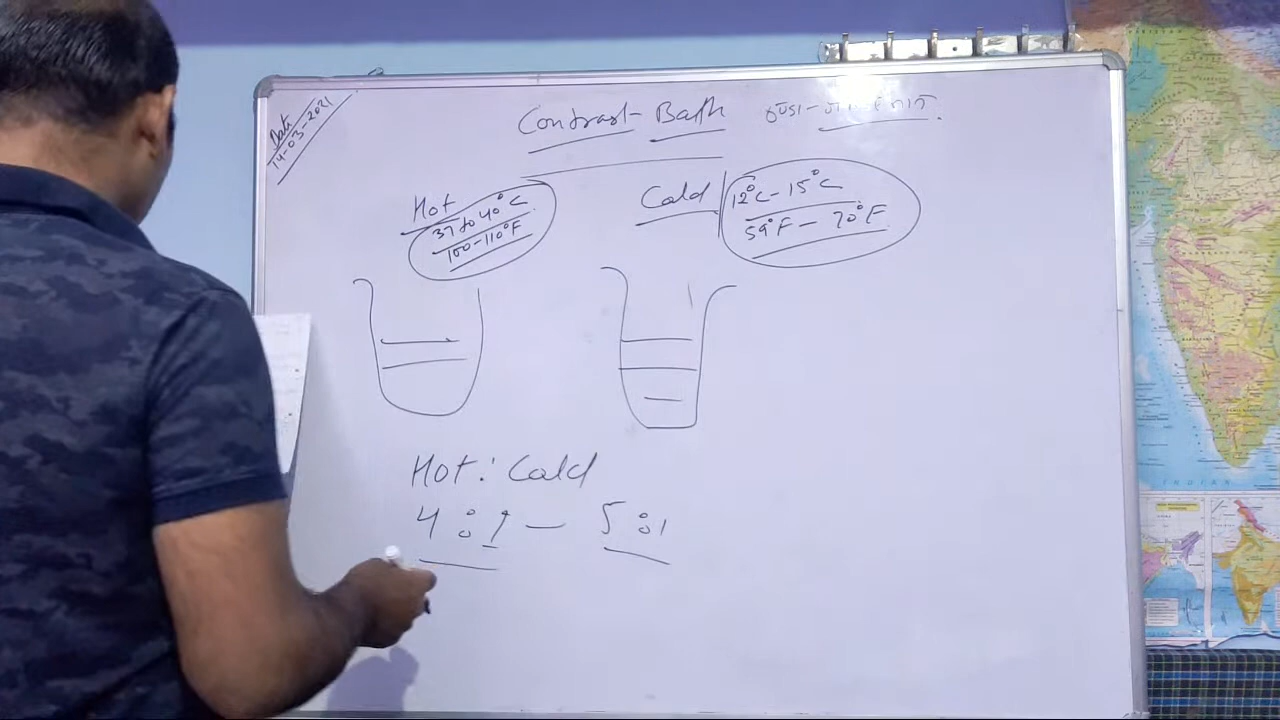 Date
14-03-2021
Contrast-Bath ठण्डा-
Hot
37 to 40°C
100-110°F
Cold
12°C-15°C
59°F-70°F
Hot : Cold
4:1 - 5:1